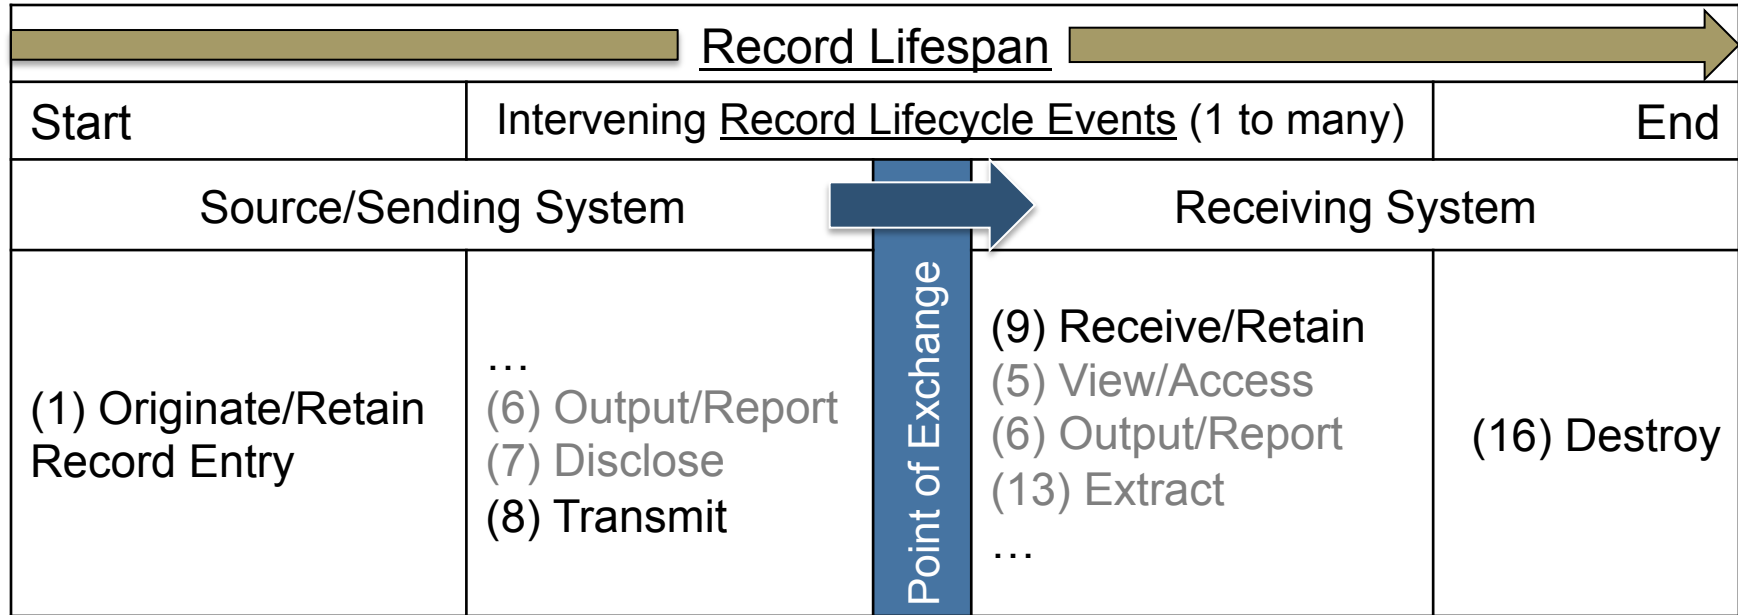 Record Lifespan
Start
Intervening Record Lifecycle Events (1 to many)
End
Source/Sending System
Receiving System
(1) Originate/Retain
Record Entry
…
(6) Output/Report
(7) Disclose
(8) Transmit
Point of Exchange
(9) Receive/Retain
(5) View/Access
(6) Output/Report
(13) Extract
…
(16) Destroy